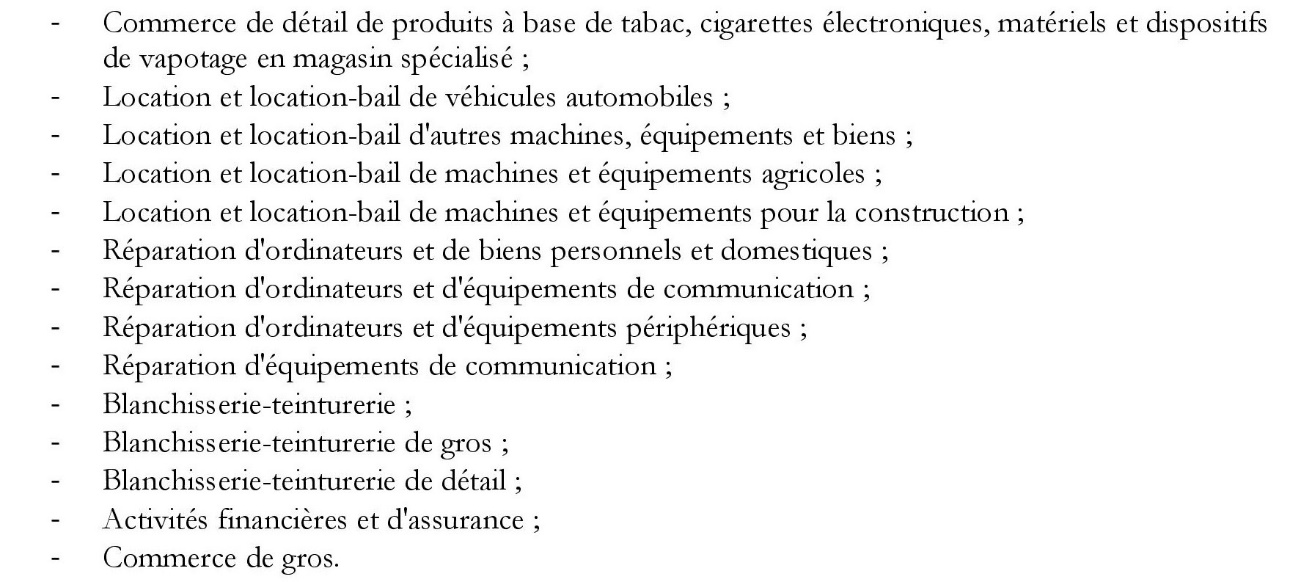 - Commerce de détail de produits à base de tabac, cigarettes électroniques, matériels et dispositifs
de vapotage en magasin spécialisé ;
- Location et location-bail de véhicules automobiles ;
- Location et location-bail d'autres machines, équipements et biens ;
- Location et location-bail de machines et équipements agricoles ;
- Location et location-bail de machines et équipements pour la construction ;
- Réparation d'ordinateurs et de biens personnels et domestiques ;
- Réparation d'ordinateurs et d'équipements de communication ;
- Réparation d'ordinateurs et d'équipements périphériques ;
- Réparation d'équipements de communication ;
- Blanchisserie-teinturerie ;
- Blanchisserie-teinturerie de gros ;
- Blanchisserie-teinturerie de détail ;
- Activités financières et d'assurance ;
- Commerce de gros.